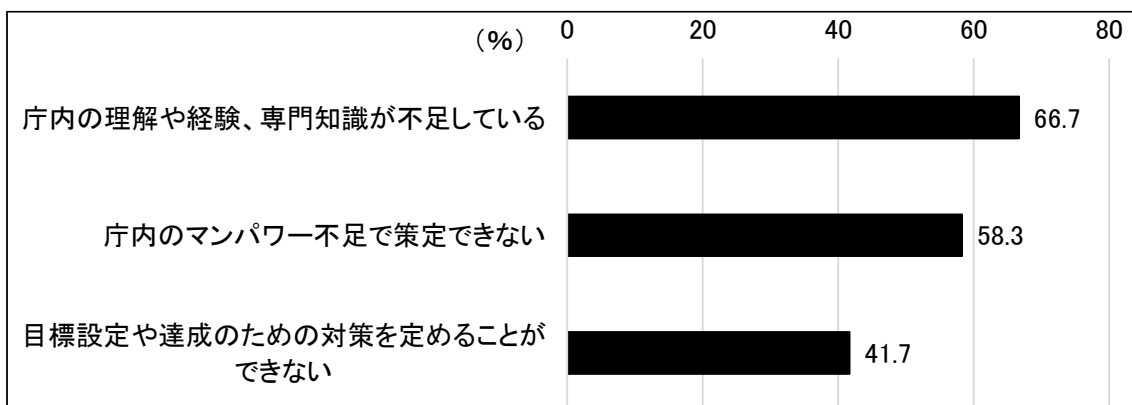 (%)
0 20 40 60 80
庁内の理解や経験、専門知識が不足している 66.7
庁内のマンパワー不足で策定できない 58.3
目標設定や達成のための対策を定めることが
できない 41.7